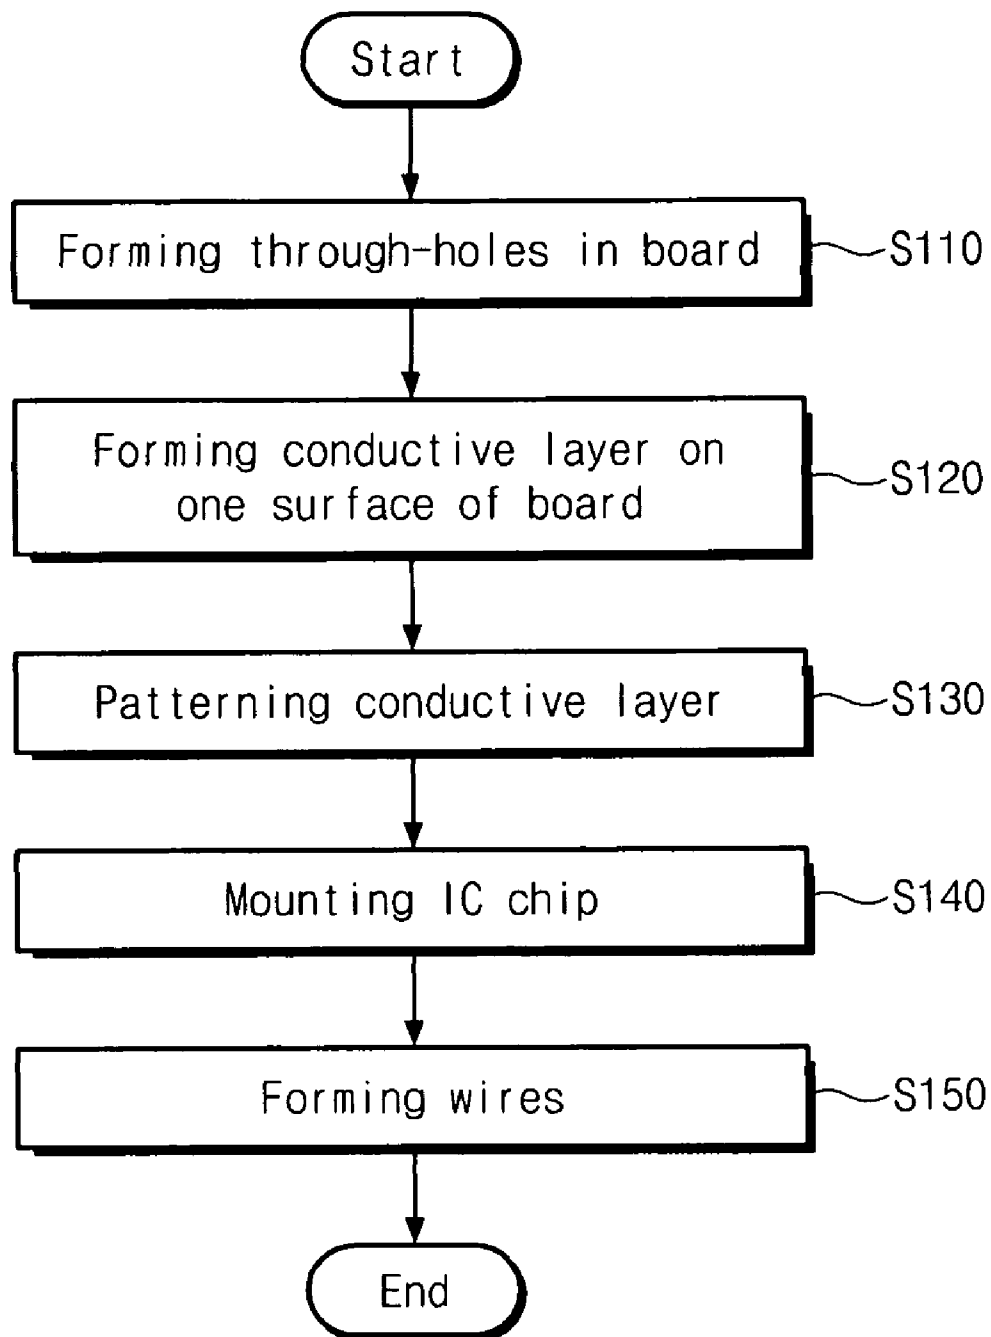 Start
Forming through-holes in board
S110
Forming conductive layer on
one surface of board
S120
Patterning conductive layer
S130
Mounting IC chip
S140
Forming wires
S150
End